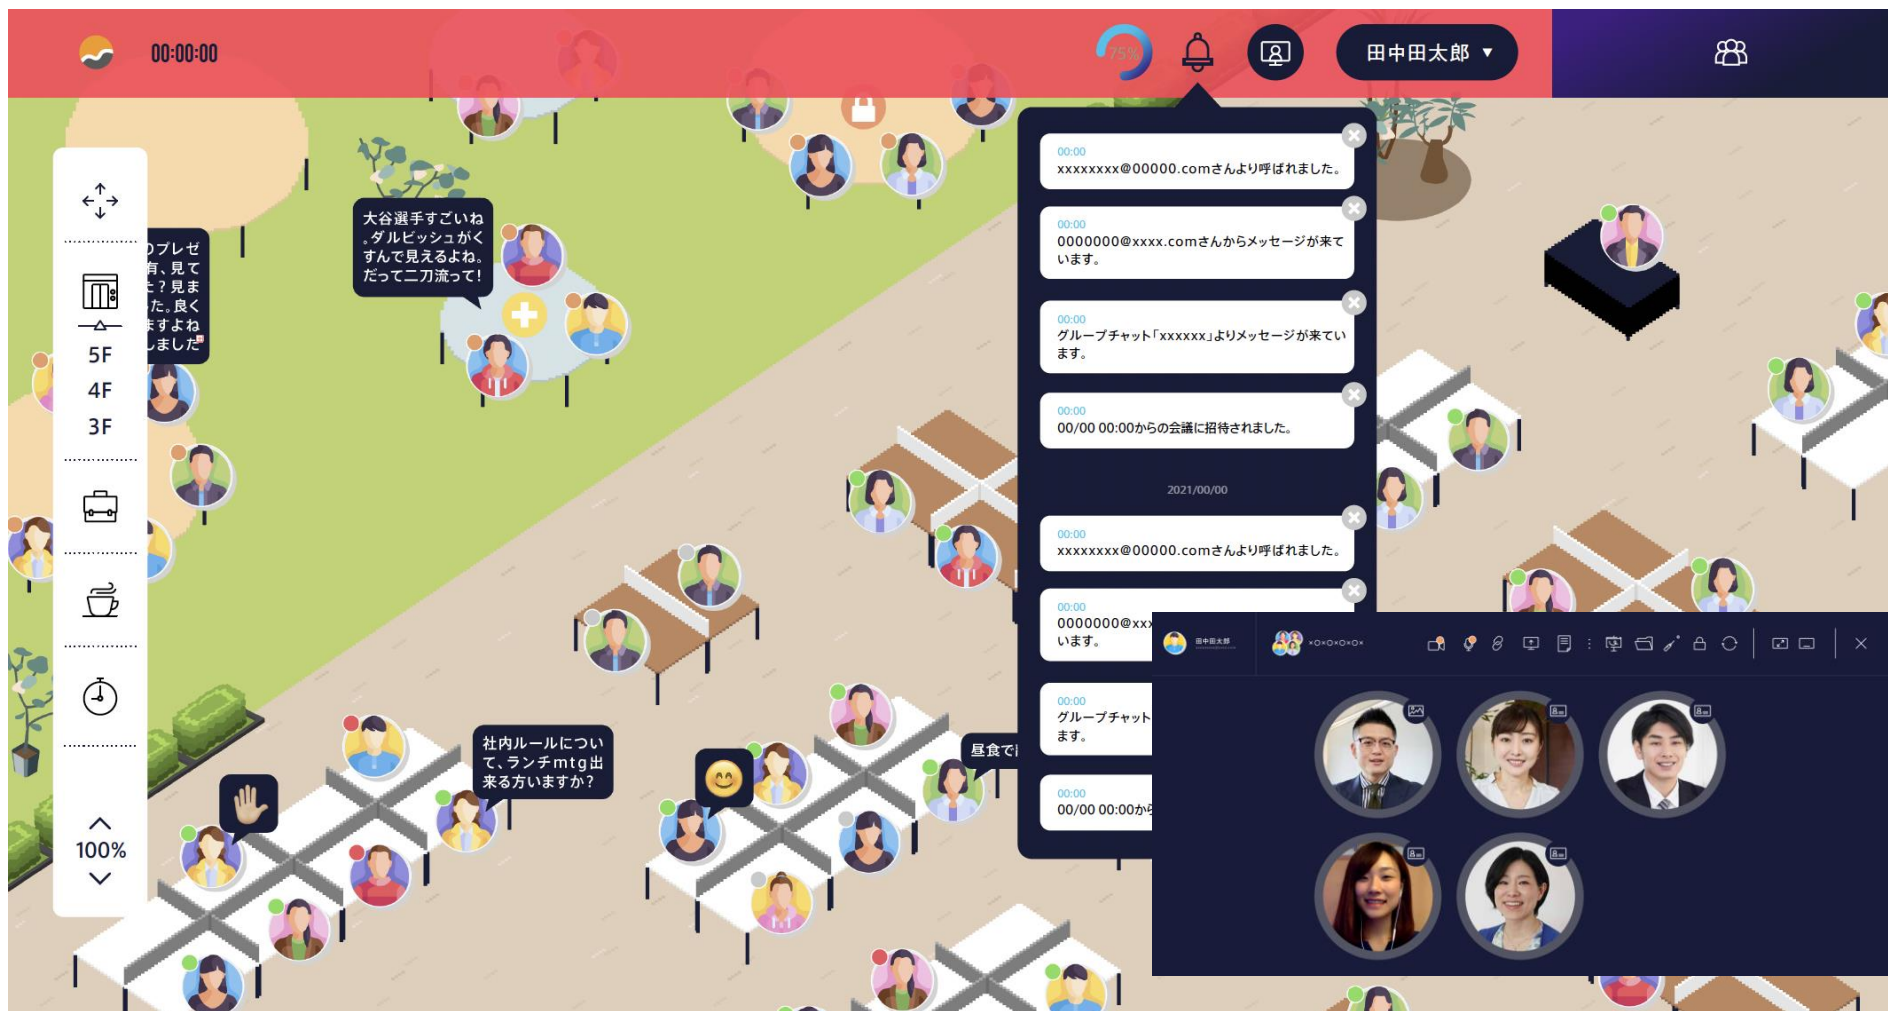 00:00:00
75%
田中田太郎 ▼
00:00
xxxxxxxx@00000.comさんより呼ばれました。
00:00
0000000@xxxx.comさんからメッセージが来て
います。
00:00
グループチャット「xxxxxx」よりメッセージが来てい
ます。
00:00
00/00 00:00からの会議に招待されました。
2021/00/00
00:00
xxxxxxxx@00000.comさんより呼ばれました。
00:00
0000000@xxx
います。
00:00
グループチャット
ます。
00:00
00/00 00:00から
大谷選手すごいね
。ダルビッシュがく
すんで見えるよね。
だって二刀流って!
のプレゼ
有、見て
た?見ま
た。良く
ますよね
しました
5F
4F
3F
100%
社内ルールについ
て、ランチmtg出
来る方いますか?
昼食で
田中田太郎
×O×O×O×O×